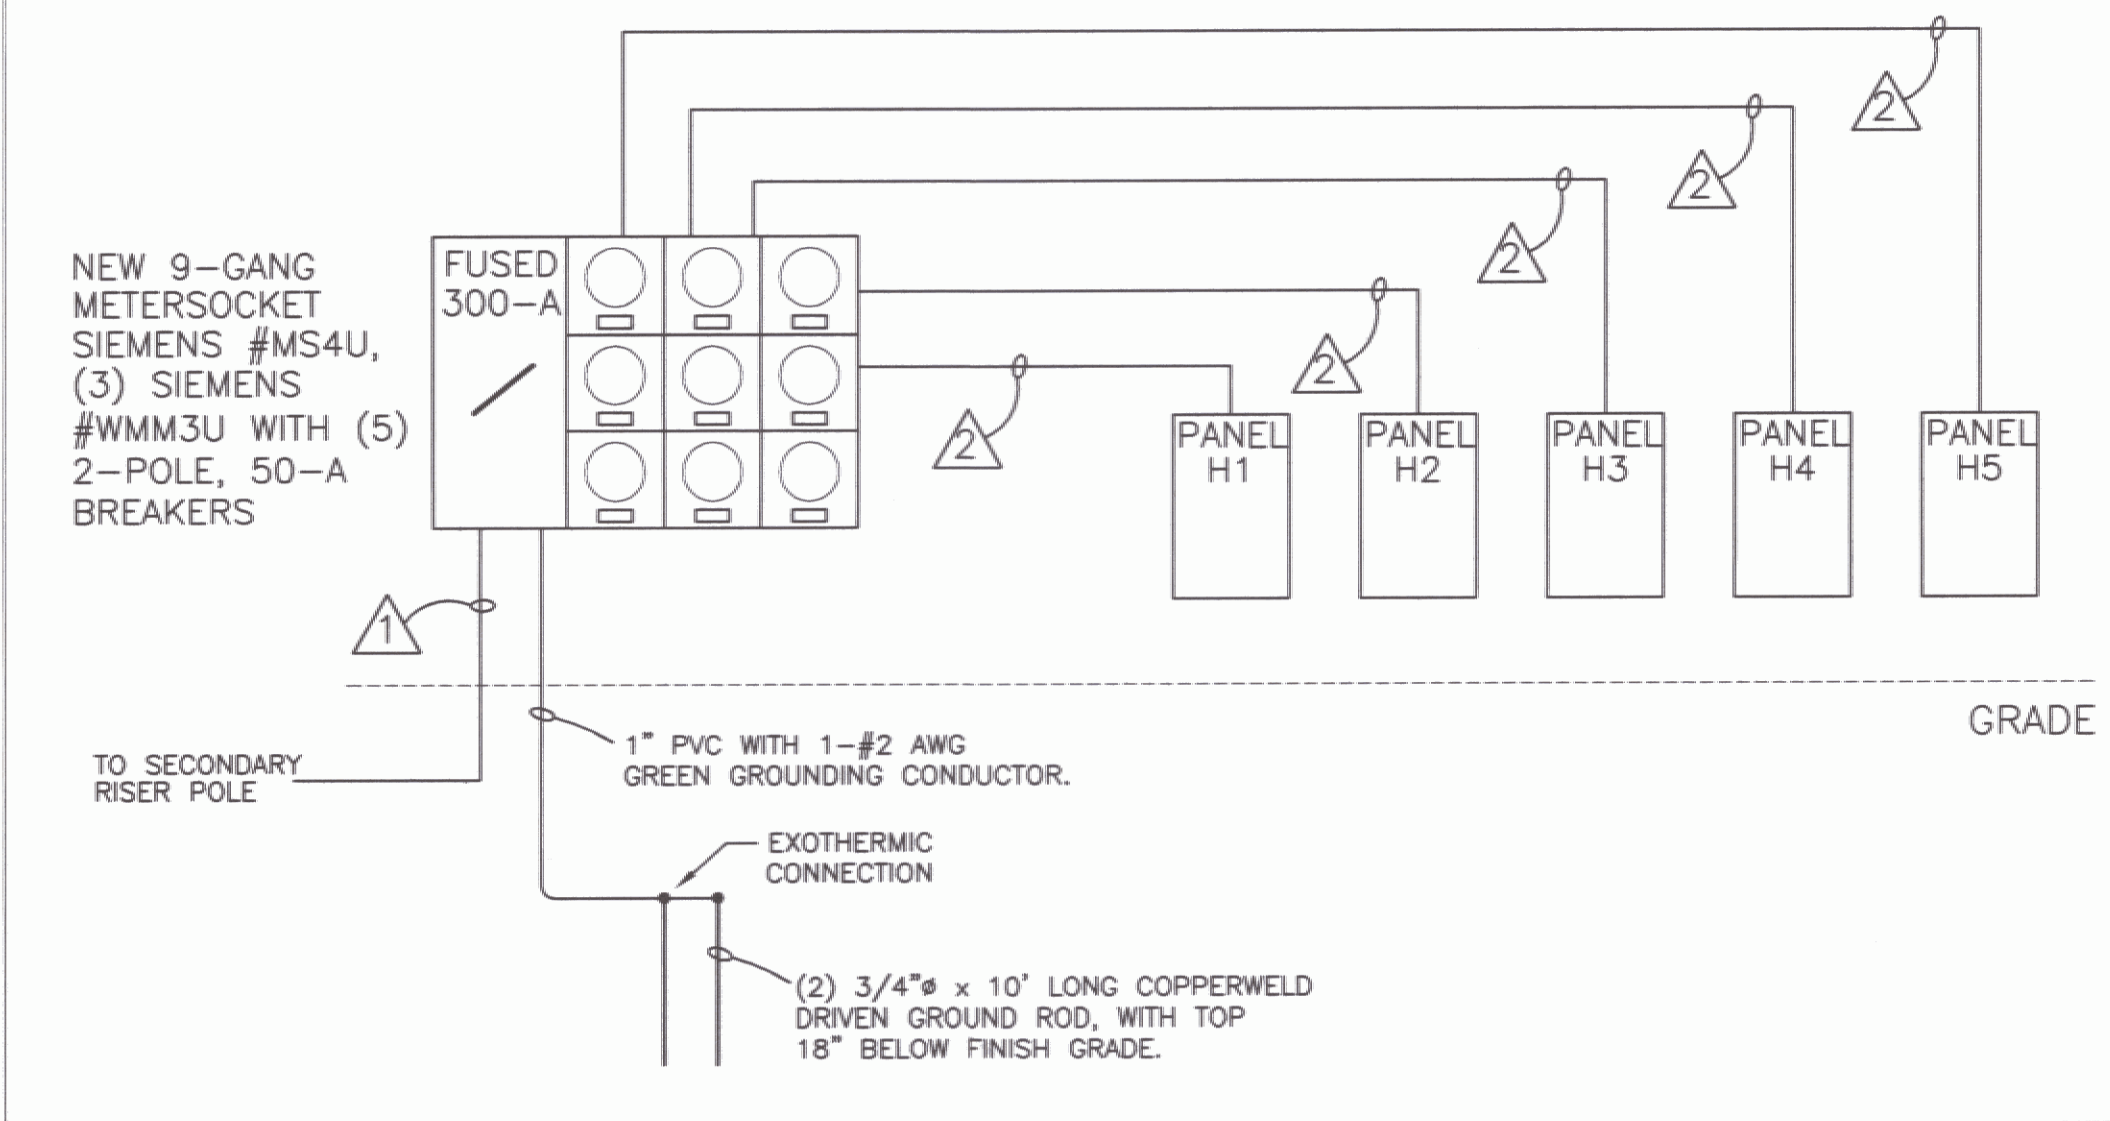 2
2
2
2
2
NEW 9-GANG
METERSOCKET
SIEMENS #MS4U,
(3) SIEMENS
#WMM3U WITH (5)
2-POLE, 50-A
BREAKERS
FUSED
300-A
PANEL
H1
PANEL
H2
PANEL
H3
PANEL
H4
PANEL
H5
1
GRADE
TO SECONDARY
RISER POLE
1" PVC WITH 1-#2 AWG
GREEN GROUNDING CONDUCTOR.
EXOTHERMIC
CONNECTION
(2) 3/4"ø x 10' LONG COPPERWELD
DRIVEN GROUND ROD, WITH TOP
18" BELOW FINISH GRADE.